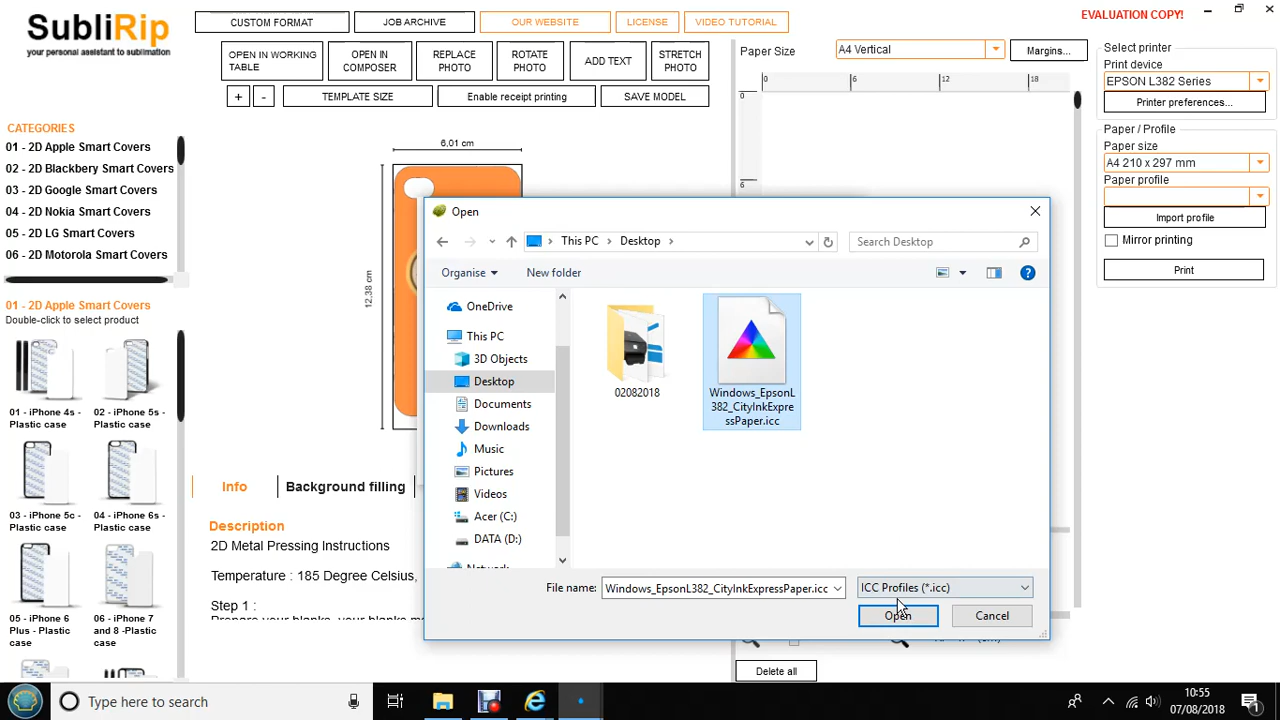 SubliRip
your personal assistant to sublimation
CUSTOM FORMAT
JOB ARCHIVE
OUR WEBSITE
LICENSE
VIDEO TUTORIAL
EVALUATION COPY!
OPEN IN WORKING
TABLE
OPEN IN
COMPOSER
REPLACE
PHOTO
ROTATE
PHOTO
ADD TEXT
STRETCH
PHOTO
+
-
TEMPLATE SIZE
Enable receipt printing
SAVE MODEL
Paper Size
A4 Vertical
Margins...
0
6
12
18
0
6
Select printer
Print device
EPSON L382 Series
Printer preferences...
Paper / Profile
Paper size
A4 210 x 297 mm
Paper profile
Import profile
Mirror printing
Print
CATEGORIES
01 - 2D Apple Smart Covers
02 - 2D Blackbery Smart Covers
03 - 2D Google Smart Covers
04 - 2D Nokia Smart Covers
05 - 2D LG Smart Covers
06 - 2D Motorola Smart Covers
01 - 2D Apple Smart Covers
Double-click to select product
01 - iPhone 4s -
Plastic case
02 - iPhone 5s -
Plastic case
03 - iPhone 5c -
Plastic case
04 - iPhone 6s -
Plastic case
05 - iPhone 6
Plus - Plastic
case
06 - iPhone 7
and 8 -Plastic
case
6,01 cm
12,38 cm
Info
Background filling
Description
2D Metal Pressing Instructions
Temperature : 185 Degree Celsius,
Step 1 :
Open
This PC
Desktop
Search Desktop
Organise
New folder
OneDrive
This PC
3D Objects
Desktop
Documents
Downloads
Music
Pictures
Videos
Acer (C:)
DATA (D:)
Network
02082018
Windows_EpsonL
382_CityInkExpre
ssPaper.icc
File name:
Windows_EpsonL382_CityInkExpressPaper.icc
ICC Profiles (*.icc)
Open
Cancel
Delete all
Type here to search
10:55
07/08/2018
1